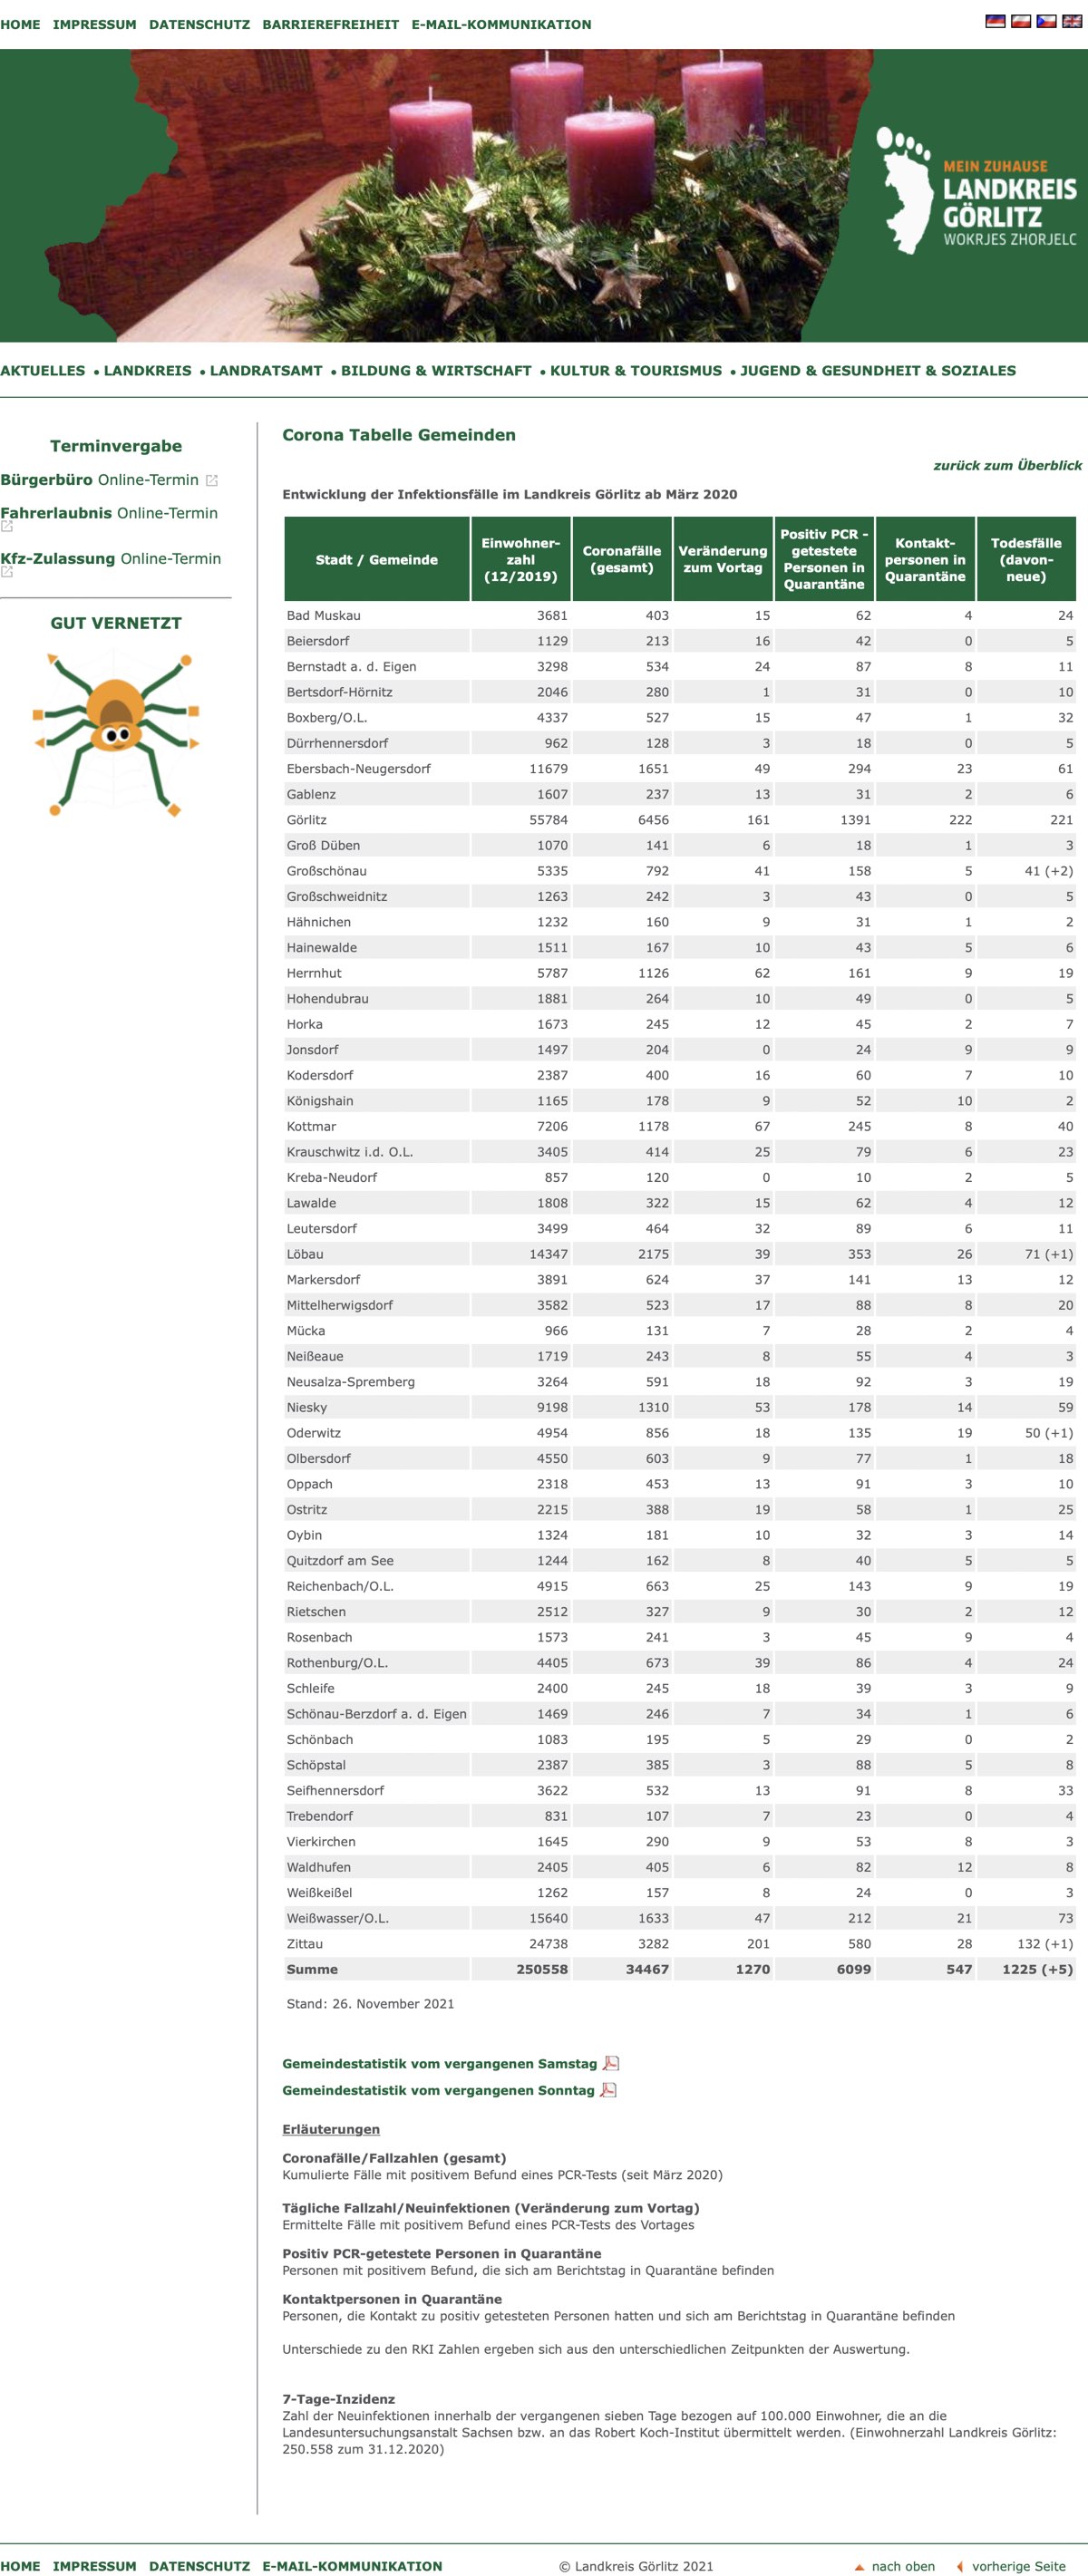 HOME IMPRESSUM DATENSCHUTZ BARRIEREFREIHEIT E-MAIL-KOMMUNIKATION
MEIN ZUHAUSE
LANDKREIS
GÖRLITZ
WOKRJES ZHORJELC
AKTUELLES • LANDKREIS • LANDRATSAMT • BILDUNG & WIRTSCHAFT • KULTUR & TOURISMUS • JUGEND & GESUNDHEIT & SOZIALES
Terminvergabe
Bürgerbüro Online-Termin
Fahrerlaubnis Online-Termin
Kfz-Zulassung Online-Termin
GUT VERNETZT
Corona Tabelle Gemeinden
zurück zum Überblick
Entwicklung der Infektionsfälle im Landkreis Görlitz ab März 2020
Stadt / Gemeinde
Einwohner-
zahl
(12/2019)
Coronafälle
(gesamt)
Veränderung
zum Vortag
Positiv PCR -
getestete
Personen in
Quarantäne
Kontakt-
personen in
Quarantäne
Todesfälle
(davon-
neue)
Bad Muskau 3681 403 15 62 4 24
Beiersdorf 1129 213 16 42 0 5
Bernstadt a. d. Eigen 3298 534 24 87 8 11
Bertsdorf-Hörnitz 2046 280 1 31 0 10
Boxberg/O.L. 4337 527 15 47 1 32
Dürrhennersdorf 962 128 3 18 0 5
Ebersbach-Neugersdorf 11679 1651 49 294 23 61
Gablenz 1607 237 13 31 2 6
Görlitz 55784 6456 161 1391 222 221
Groß Düben 1070 141 6 18 1 3
Großschönau 5335 792 41 158 5 41 (+2)
Großschweidnitz 1263 242 3 43 0 5
Hähnichen 1232 160 9 31 1 2
Hainewalde 1511 167 10 43 5 6
Herrnhut 5787 1126 62 161 9 19
Hohendubrau 1881 264 10 49 0 5
Horka 1673 245 12 45 2 7
Jonsdorf 1497 204 0 24 9 9
Kodersdorf 2387 400 16 60 7 10
Königshain 1165 178 9 52 10 2
Kottmar 7206 1178 67 245 8 40
Krauschwitz i.d. O.L. 3405 414 25 79 6 23
Kreba-Neudorf 857 120 0 10 2 5
Lawalde 1808 322 15 62 4 12
Leutersdorf 3499 464 32 89 6 11
Löbau 14347 2175 39 353 26 71 (+1)
Markersdorf 3891 624 37 141 13 12
Mittelherwigsdorf 3582 523 17 88 8 20
Mücka 966 131 7 28 2 4
Neißeaue 1719 243 8 55 4 3
Neusalza-Spremberg 3264 591 18 92 3 19
Niesky 9198 1310 53 178 14 59
Oderwitz 4954 856 18 135 19 50 (+1)
Olbersdorf 4550 603 9 77 1 18
Oppach 2318 453 13 91 3 10
Ostritz 2215 388 19 58 1 25
Oybin 1324 181 10 32 3 14
Quitzdorf am See 1244 162 8 40 5 5
Reichenbach/O.L. 4915 663 25 143 9 19
Rietschen 2512 327 9 30 2 12
Rosenbach 1573 241 3 45 9 4
Rothenburg/O.L. 4405 673 39 86 4 24
Schleife 2400 245 18 39 3 9
Schönau-Berzdorf a. d. Eigen 1469 246 7 34 1 6
Schönbach 1083 195 5 29 0 2
Schöpstal 2387 385 3 88 5 8
Seifhennersdorf 3622 532 13 91 8 33
Trebendorf 831 107 7 23 0 4
Vierkirchen 1645 290 9 53 8 3
Waldhufen 2405 405 6 82 12 8
Weißkeißel 1262 157 8 24 0 3
Weißwasser/O.L. 15640 1633 47 212 21 73
Zittau 24738 3282 201 580 28 132 (+1)
Summe 250558 34467 1270 6099 547 1225 (+5)
Stand: 26. November 2021
Gemeindestatistik vom vergangenen Samstag
Gemeindestatistik vom vergangenen Sonntag
Erläuterungen
Coronafälle/Fallzahlen (gesamt)
Kumulierte Fälle mit positivem Befund eines PCR-Tests (seit März 2020)
Tägliche Fallzahl/Neuinfektionen (Veränderung zum Vortag)
Ermittelte Fälle mit positivem Befund eines PCR-Tests des Vortages
Positiv PCR-getestete Personen in Quarantäne
Personen mit positivem Befund, die sich am Berichtstag in Quarantäne befinden
Kontaktpersonen in Quarantäne
Personen, die Kontakt zu positiv getesteten Personen hatten und sich am Berichtstag in Quarantäne befinden
Unterschiede zu den RKI Zahlen ergeben sich aus den unterschiedlichen Zeitpunkten der Auswertung.
7-Tage-Inzidenz
Zahl der Neuinfektionen innerhalb der vergangenen sieben Tage bezogen auf 100.000 Einwohner, die an die
Landesuntersuchungsanstalt Sachsen bzw. an das Robert Koch-Institut übermittelt werden. (Einwohnerzahl Landkreis Görlitz:
250.558 zum 31.12.2020)
HOME IMPRESSUM DATENSCHUTZ E-MAIL-KOMMUNIKATION © Landkreis Görlitz 2021 nach oben vorherige Seite